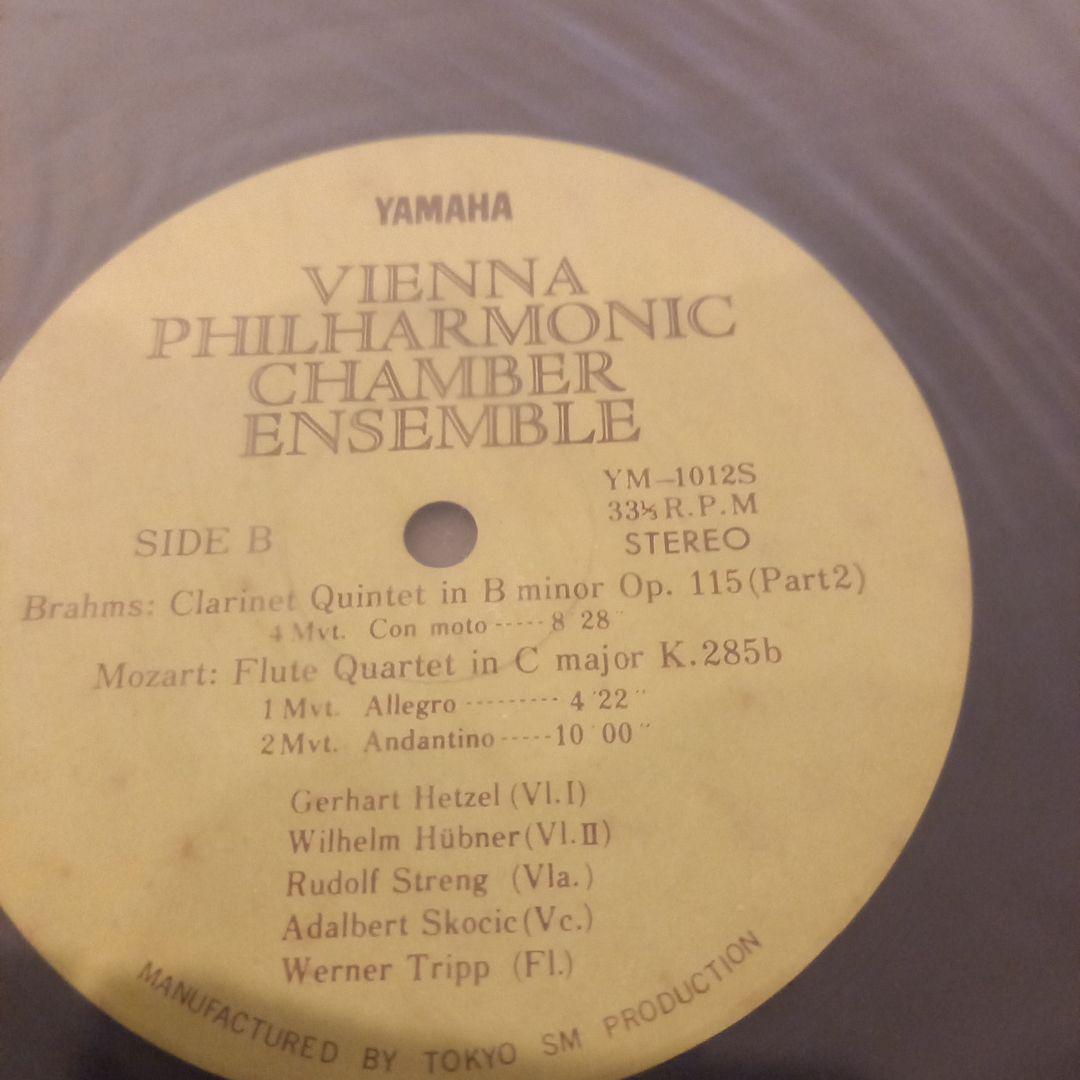 YAMAHA
VIENNA
PHILHARMONIC
CHAMBER
ENSEMBLE
YM-1012S
33⅓ R.P.M
STEREO
SIDE B
Brahms: Clarinet Quintet in B minor Op. 115 (Part2)
4 Mvt. Con moto ----- 8′28″
Mozart: Flute Quartet in C major K.285b
1 Mvt. Allegro --------- 4′22″
2 Mvt. Andantino ----- 10′00″
Gerhart Hetzel (Vl.I)
Wilhelm Hübner (Vl.II)
Rudolf Streng (Vla.)
Adalbert Skocic (Vc.)
Werner Tripp (Fl.)
MANUFACTURED BY TOKYO SM PRODUCTION